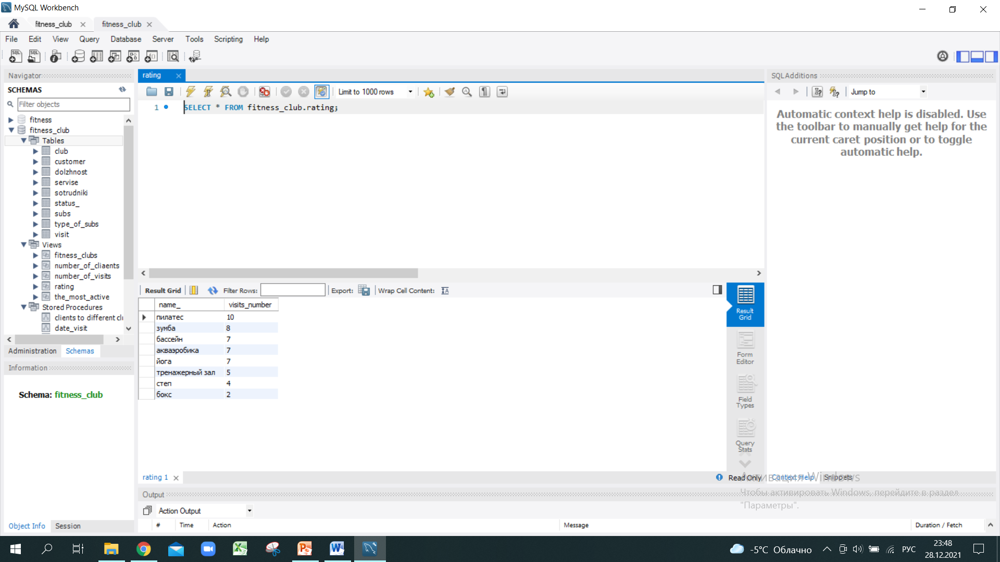 MySQL Workbench
fitness_club
fitness_club
File Edit View Query Database Server Tools Scripting Help
Navigator
SCHEMAS
Filter objects
fitness
fitness_club
Tables
club
customer
dolzhnost
servise
sotrudniki
status_
subs
type_of_subs
visit
Views
fitness_clubs
number_of_cliaents
number_of_visits
rating
the_most_active
Stored Procedures
clients to different clu
date_visit
Administration Schemas
Information
Schema: fitness_club
Object Info Session
rating
Limit to 1000 rows
1 SELECT * FROM fitness_club.rating;
Result Grid Filter Rows: Export: Wrap Cell Content:
name_ visits_number
пилатес 10
зумба 8
бассейн 7
аквааэробика 7
йога 7
тренажерный зал 5
степ 4
бокс 2
Result
Grid
Form
Editor
Field
Types
Query
Stats
rating 1
Read Only
Output
Action Output
# Time Action Message Duration / Fetch
SQLAdditions
Jump to
Automatic context help is disabled. Use
the toolbar to manually get help for the
current caret position or to toggle
automatic help.
Context Help Snippets
Активация Windows
Чтобы активировать Windows, перейдите в раздел
"Параметры".
-5°C Облачно
РУС
23:48
28.12.2021